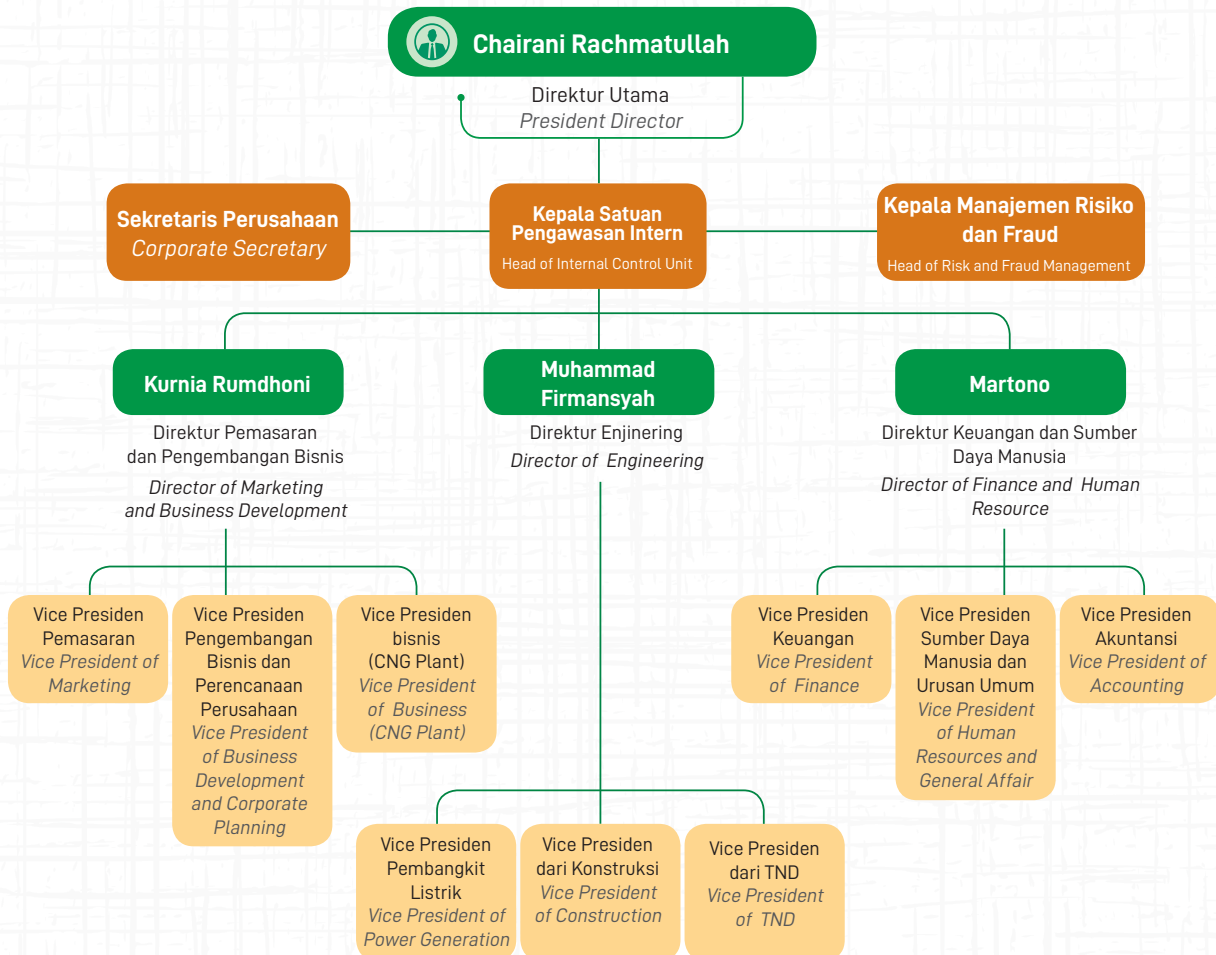 Chairani Rachmatullah
Direktur Utama
President Director
Sekretaris Perusahaan
Corporate Secretary
Kepala Satuan
Pengawasan Intern
Head of Internal Control Unit
Kepala Manajemen Risiko
dan Fraud
Head of Risk and Fraud Management
Kurnia Rumdhoni
Direktur Pemasaran
dan Pengembangan Bisnis
Director of Marketing
and Business Development
Muhammad
Firmansyah
Direktur Enjinering
Director of Engineering
Martono
Direktur Keuangan dan Sumber
Daya Manusia
Director of Finance and Human
Resource
Vice Presiden
Pemasaran
Vice President of
Marketing
Vice Presiden
Pengembangan
Bisnis dan
Perencanaan
Perusahaan
Vice President
of Business
Development
and Corporate
Planning
Vice Presiden
bisnis
(CNG Plant)
Vice President
of Business
(CNG Plant)
Vice Presiden
Pembangkit
Listrik
Vice President of
Power Generation
Vice Presiden
dari Konstruksi
Vice President
of Construction
Vice Presiden
dari TND
Vice President
of TND
Vice Presiden
Keuangan
Vice President
of Finance
Vice Presiden
Sumber Daya
Manusia dan
Urusan Umum
Vice President
of Human
Resources and
General Affair
Vice Presiden
Akuntansi
Vice President of
Accounting